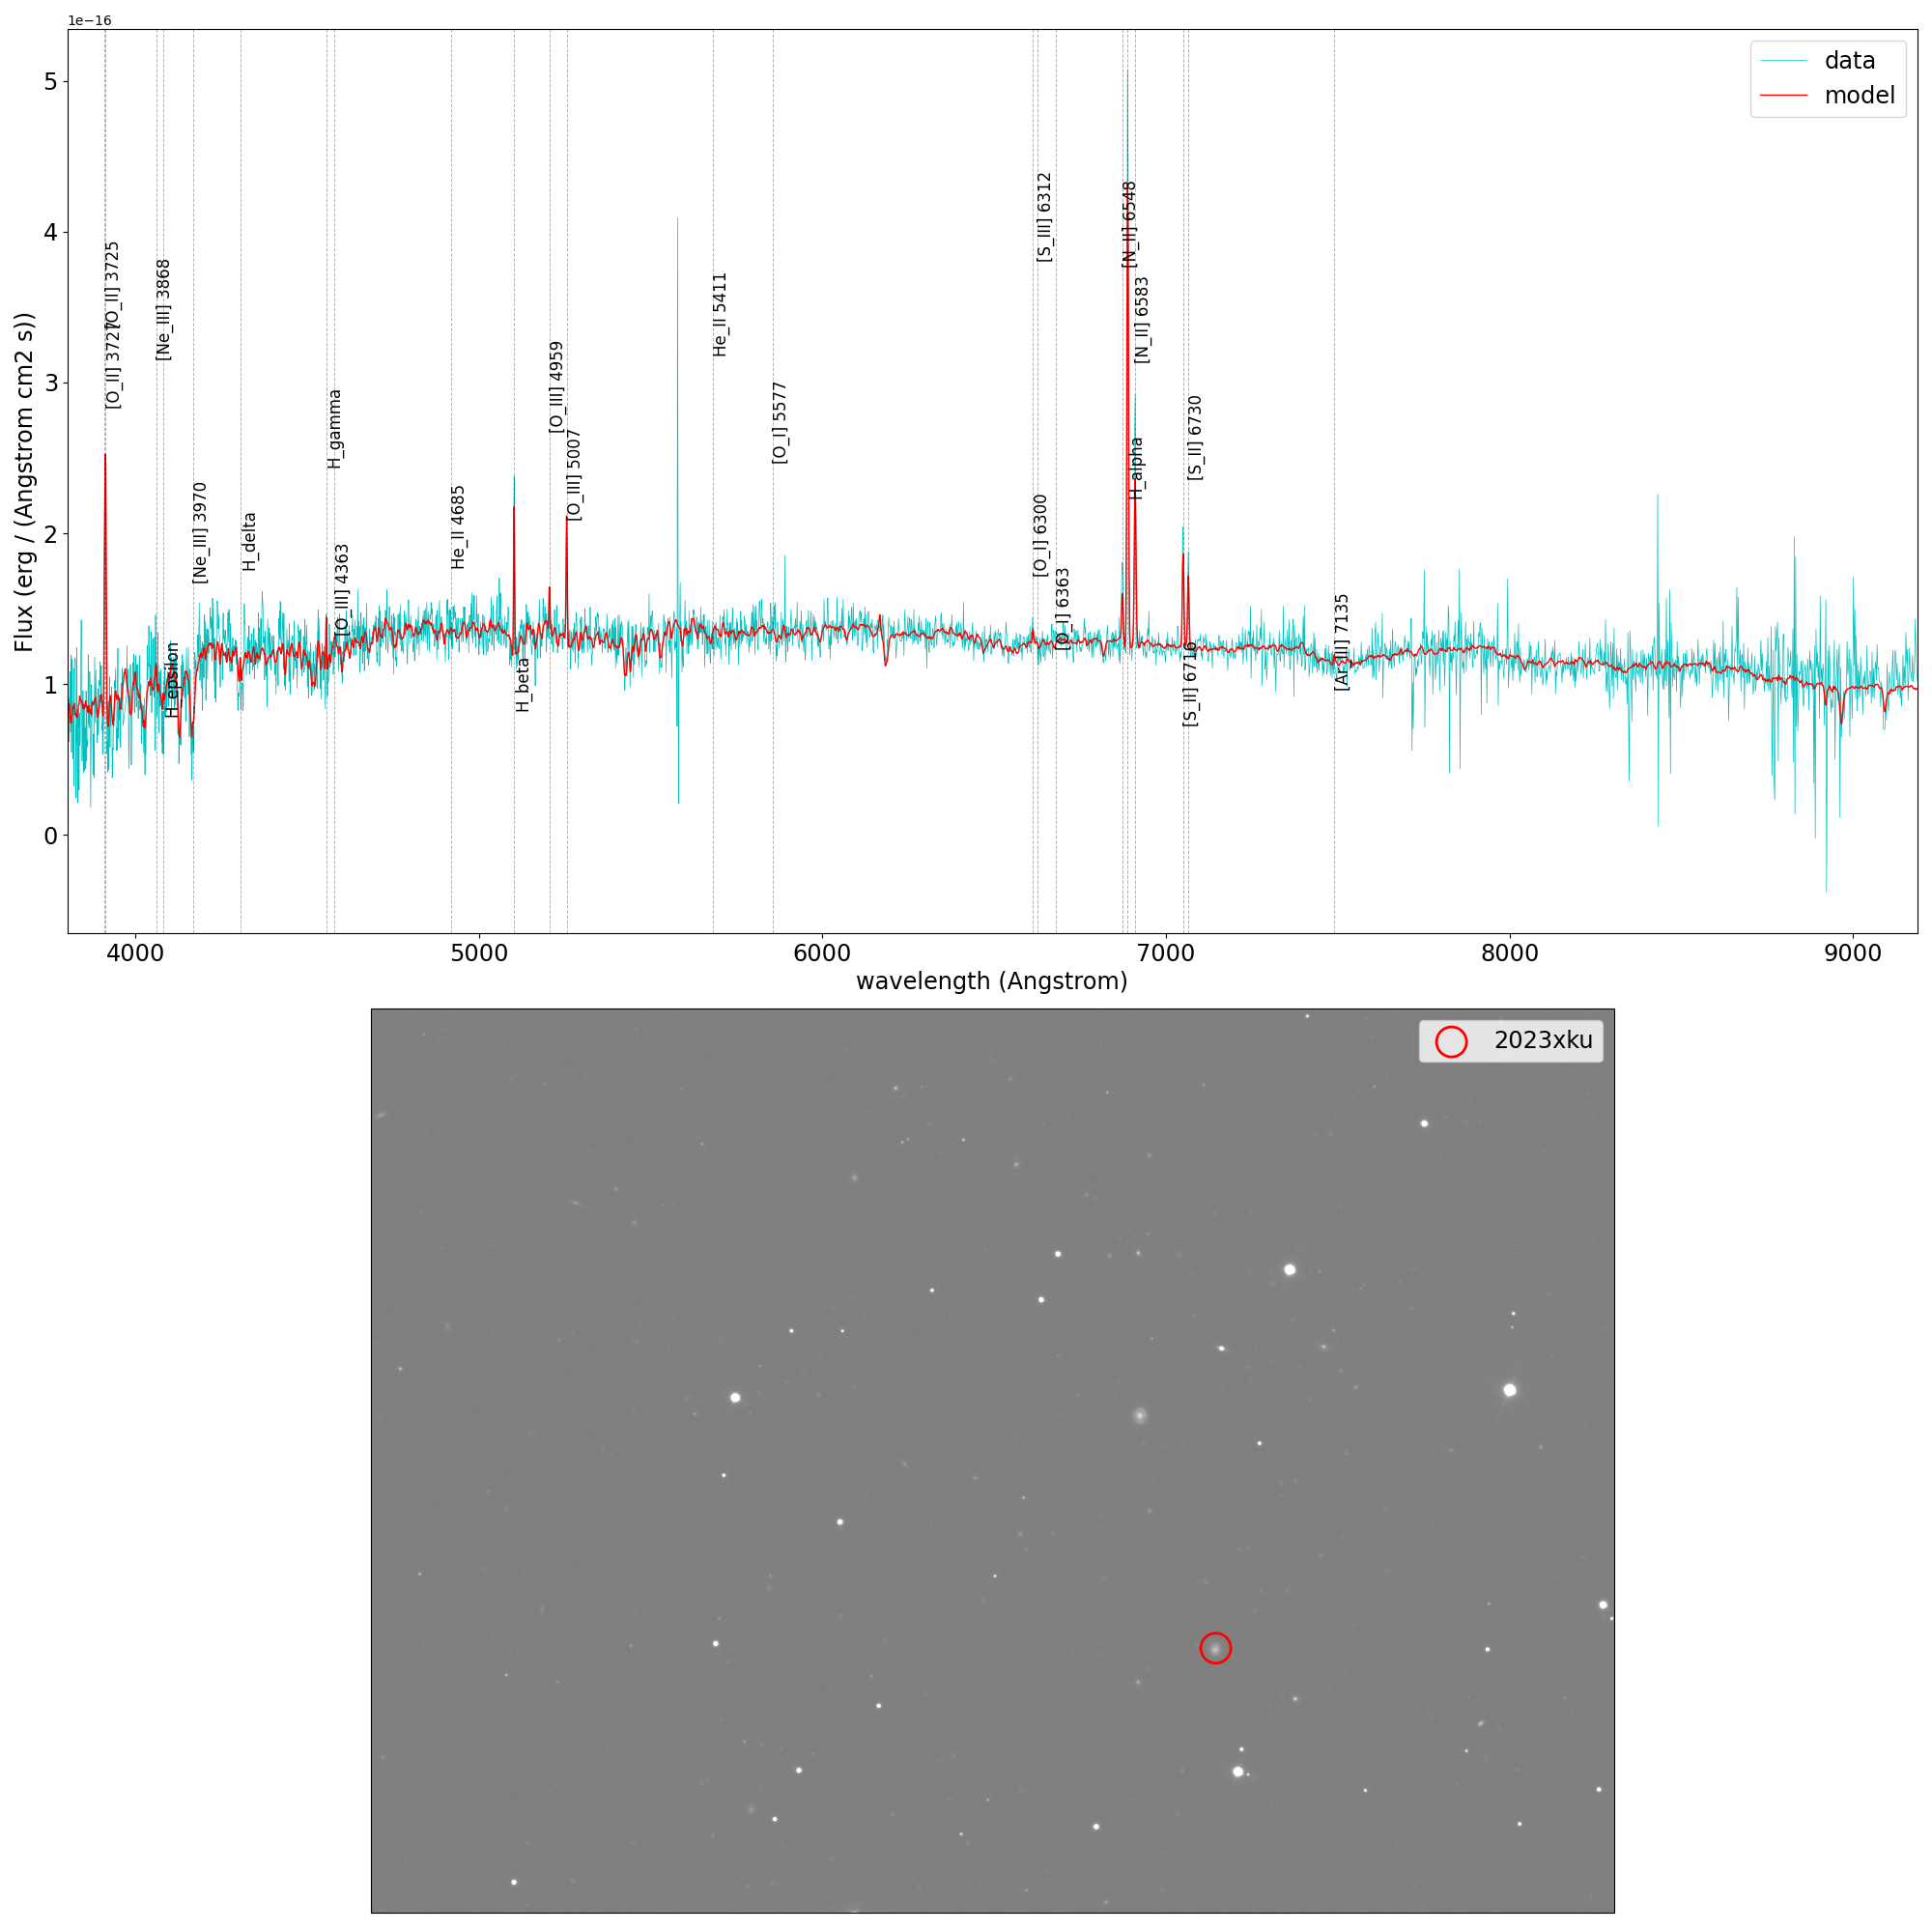 1e−16
data
model
Flux (erg / (Angstrom cm2 s))
5
4
3
2
1
0
[O_II] 3725
[O_II] 3727
[Ne_III] 3868
H_epsilon
[Ne_III] 3970
H_delta
H_gamma
[O_III] 4363
He_II 4685
H_beta
[O_III] 4959
[O_III] 5007
He_II 5411
[O_I] 5577
[O_I] 6300
[S_III] 6312
[O_I] 6363
[N_II] 6548
H_alpha
[N_II] 6583
[S_II] 6716
[S_II] 6730
[Ar_III] 7135
4000
5000
6000
7000
8000
9000
wavelength (Angstrom)
2023xku